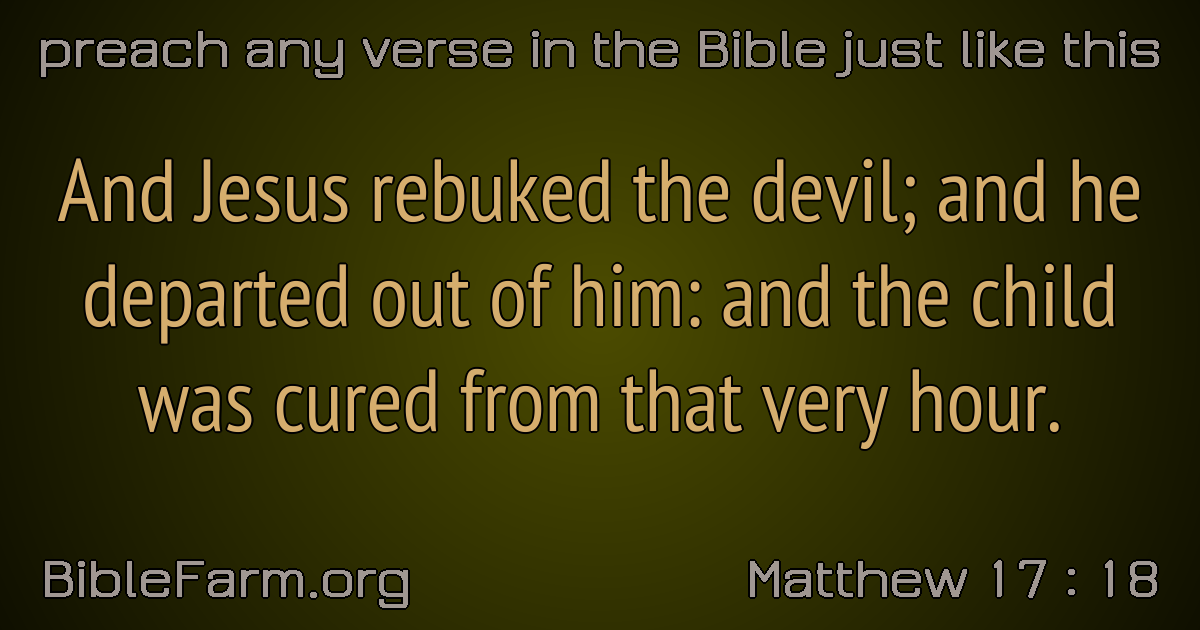 preach any verse in the Bible just like this
And Jesus rebuked the devil; and he
departed out of him: and the child
was cured from that very hour.
BibleFarm.org
Matthew 17 : 18